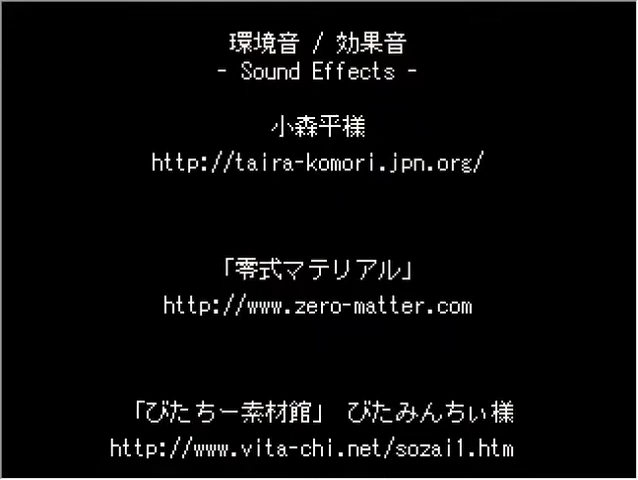 環境音 / 効果音
- Sound Effects -
小森平様
http://taira-komori.jpn.org/
「零式マテリアル」
http://www.zero-matter.com
「びたちー素材館」 びたみんちぃ様
http://www.vita-chi.net/sozai1.htm